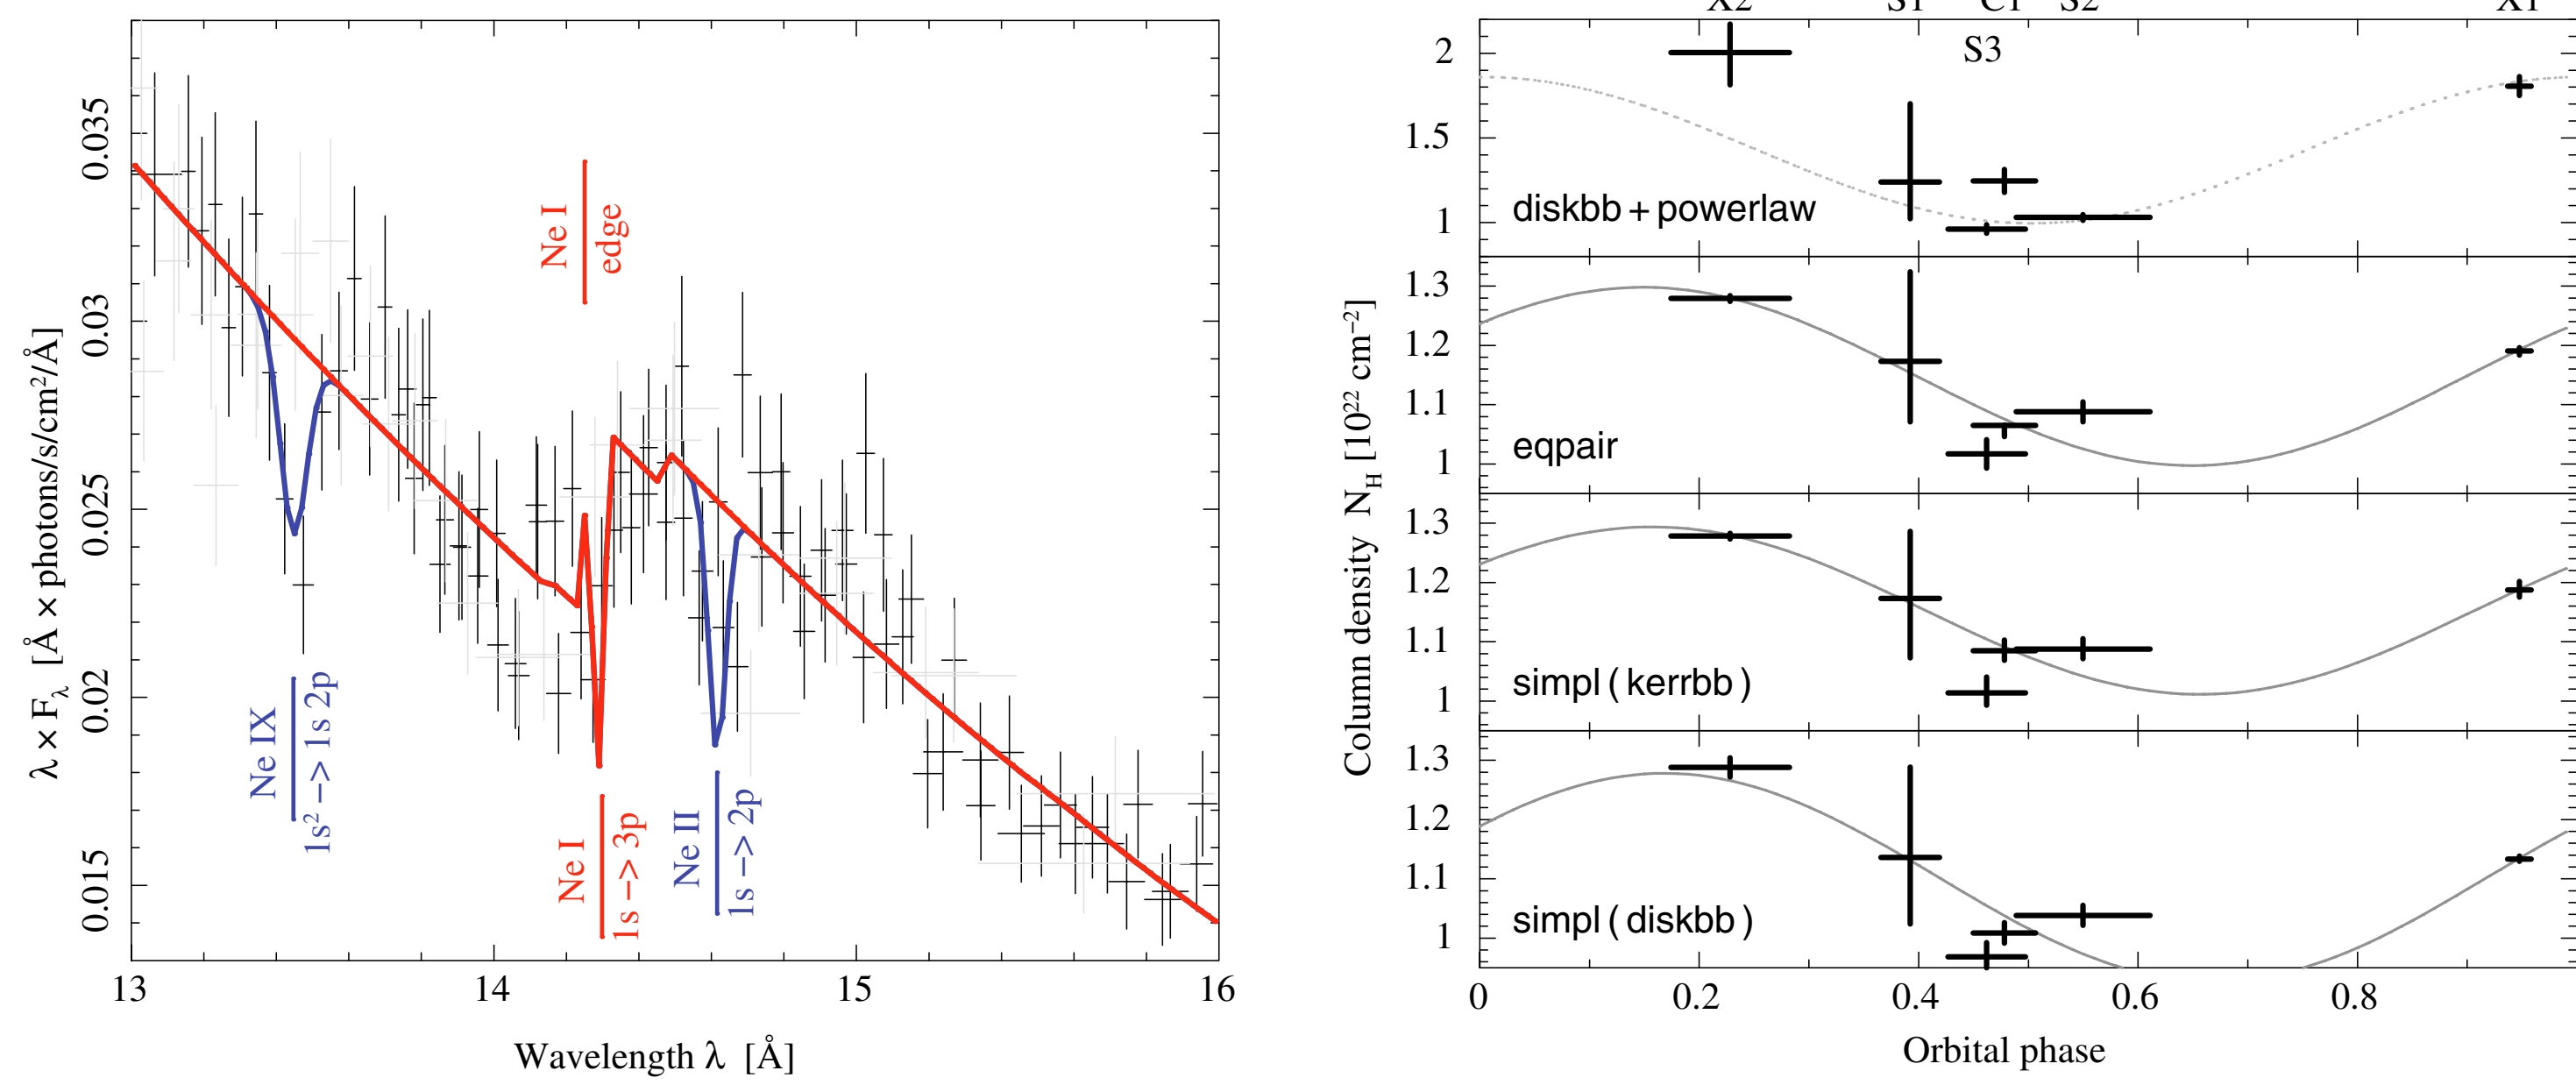 0.035
0.03
0.025
0.02
0.015
λ × F_λ [Å × photons/s/cm²/Å]
Ne I
edge
Ne IX
1s² −> 1s 2p
Ne I
1s −> 3p
Ne II
1s −> 2p
13 14 15 16
Wavelength λ [Å]
X2 S1 C1 S2 X1
S3
2
1.5
1
diskbb + powerlaw
1.3
1.2
1.1
1
eqpair
1.3
1.2
1.1
1
simpl ( kerrbb )
1.3
1.2
1.1
1
simpl ( diskbb )
Column density N_H [10²² cm⁻²]
0 0.2 0.4 0.6 0.8
Orbital phase